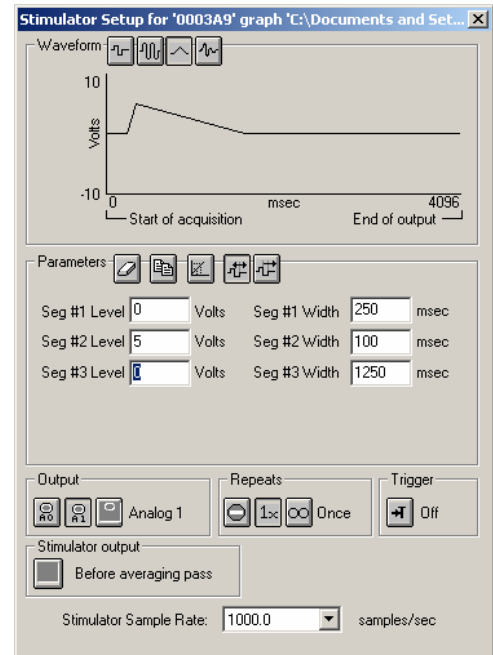 Stimulator Setup for '0003A9' graph 'C:\Documents and Set...
Waveform
10
Volts
-10
0 msec 4096
Start of acquisition End of output
Parameters
Seg #1 Level 0 Volts Seg #1 Width 250 msec
Seg #2 Level 5 Volts Seg #2 Width 100 msec
Seg #3 Level 0 Volts Seg #3 Width 1250 msec
Output Repeats Trigger
A0 A1 Analog 1 1x Once Off
Stimulator output
Before averaging pass
Stimulator Sample Rate: 1000.0 samples/sec